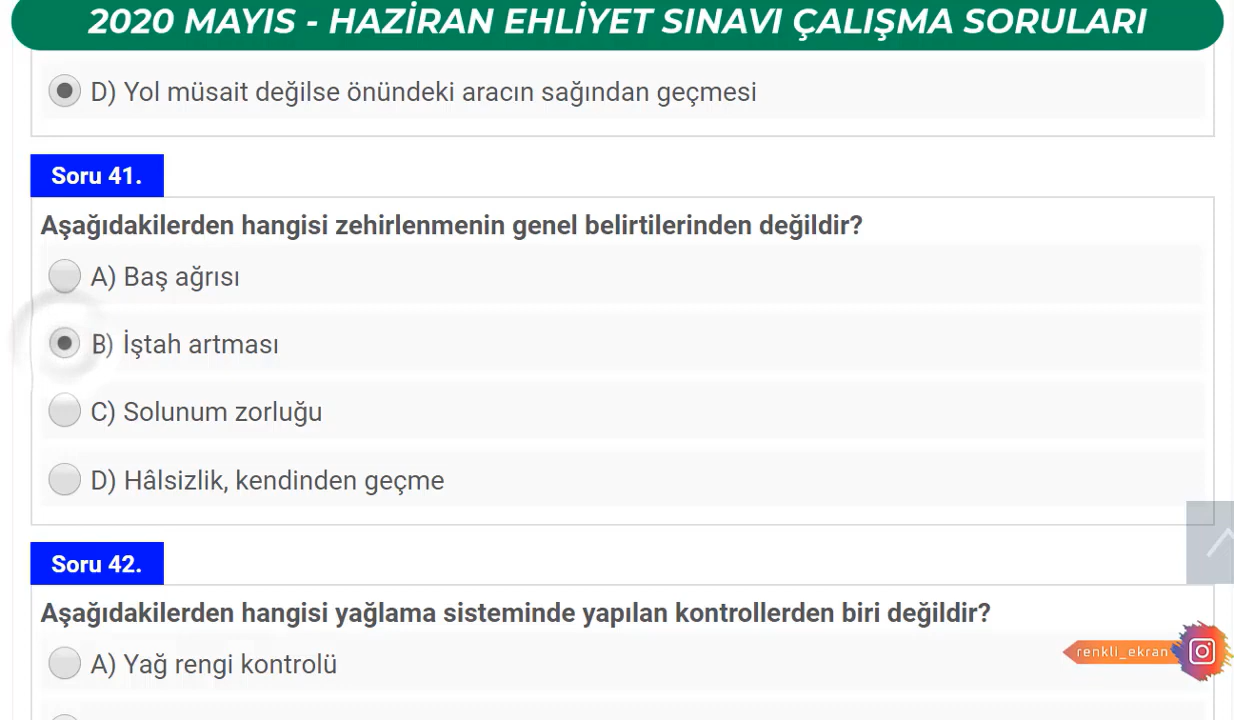 2020 MAYIS - HAZİRAN EHLİYET SINAVI ÇALIŞMA SORULARI
D) Yol müsait değilse önündeki aracın sağından geçmesi
Soru 41.
Aşağıdakilerden hangisi zehirlenmenin genel belirtilerinden değildir?
A) Baş ağrısı
B) İştah artması
C) Solunum zorluğu
D) Hâlsizlik, kendinden geçme
Soru 42.
Aşağıdakilerden hangisi yağlama sisteminde yapılan kontrollerden biri değildir?
renkli_ekran
A) Yağ rengi kontrolü